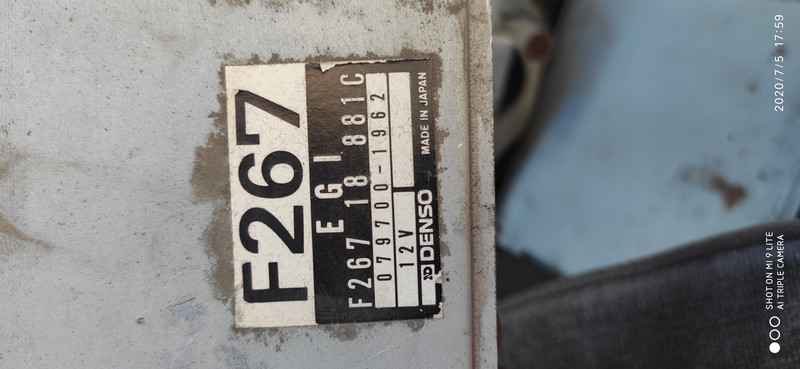 F267
EGI
F267 18 881C
079700-1962
12V
DENSO MADE IN JAPAN
SHOT ON MI 9 LITE
AI TRIPLE CAMERA
2020/7/5 17:59